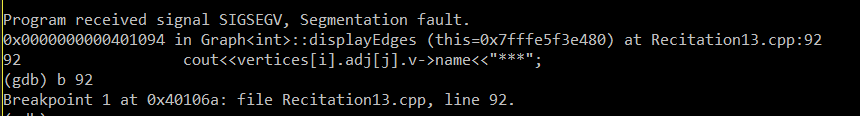 Program received signal SIGSEGV, Segmentation fault.
0x0000000000401094 in Graph<int>::displayEdges (this=0x7fffe5f3e480) at Recitation13.cpp:92
92 cout<<vertices[i].adj[j].v->name<<"***";
(gdb) b 92
Breakpoint 1 at 0x40106a: file Recitation13.cpp, line 92.